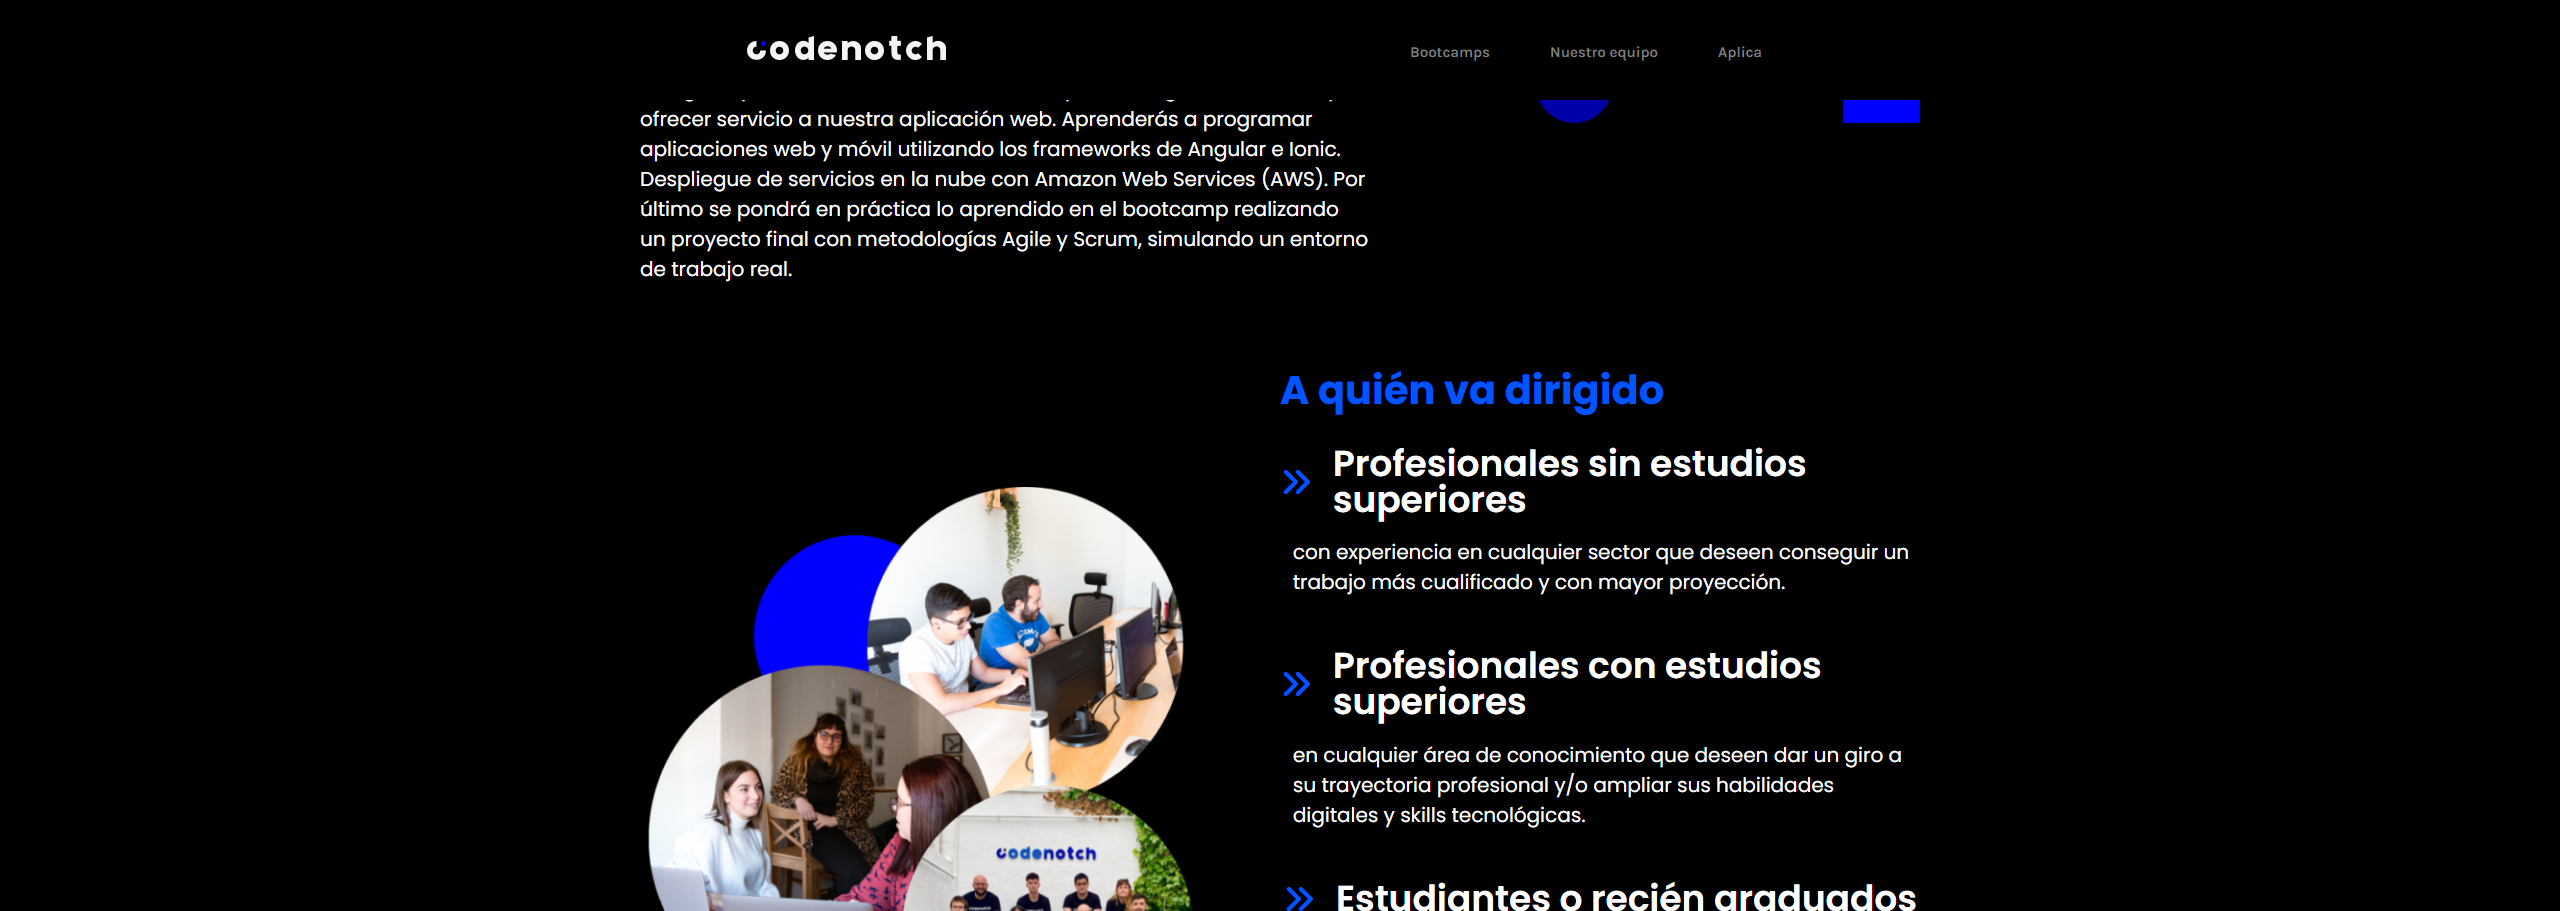 codenotch
Bootcamps
Nuestro equipo
Aplica
ofrecer servicio a nuestra aplicación web. Aprenderás a programar
aplicaciones web y móvil utilizando los frameworks de Angular e Ionic.
Despliegue de servicios en la nube con Amazon Web Services (AWS). Por
último se pondrá en práctica lo aprendido en el bootcamp realizando
un proyecto final con metodologías Agile y Scrum, simulando un entorno
de trabajo real.
A quién va dirigido
Profesionales sin estudios
superiores
con experiencia en cualquier sector que deseen conseguir un
trabajo más cualificado y con mayor proyección.
Profesionales con estudios
superiores
en cualquier área de conocimiento que deseen dar un giro a
su trayectoria profesional y/o ampliar sus habilidades
digitales y skills tecnológicas.
codenotch
Estudiantes o recién graduados